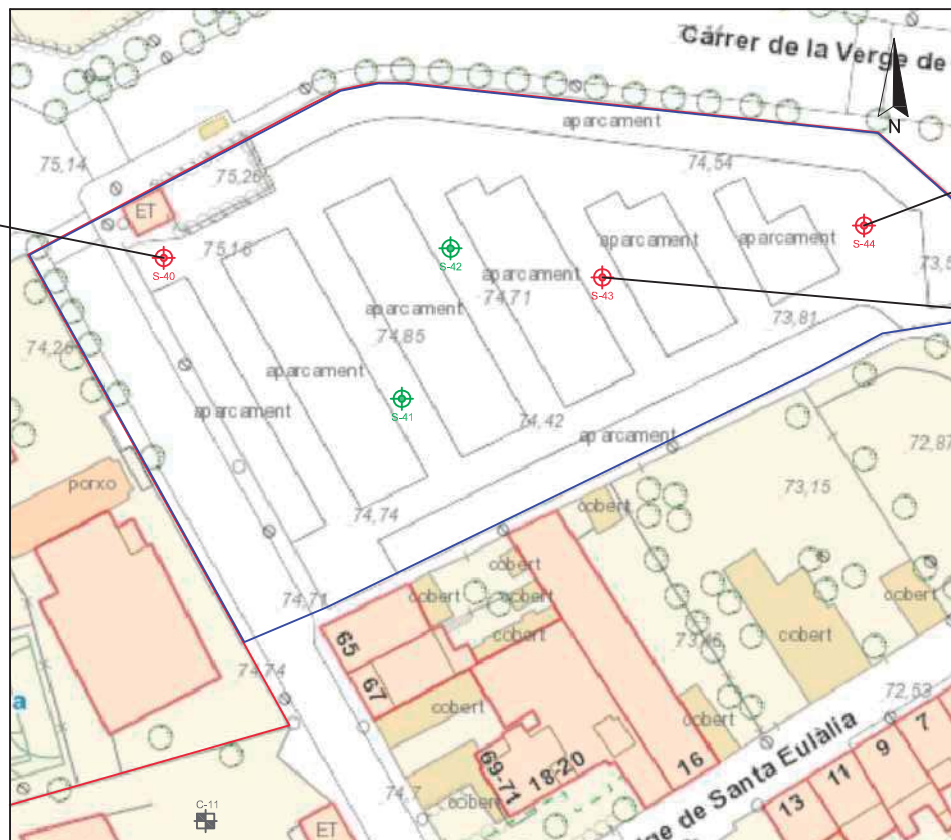 Carrer de la Verge de
N
aparcament
74,54
75,14
75,26
ET
75,16
S-40
S-42
S-44
aparcament
aparcament
aparcament
S-43
74,71
73,5
aparcament
74,85
73,81
74,26
aparcament
aparcament
S-41
74,42
aparcament
72,87
porxo
73,15
74,74
cobert
cobert
74,71
cobert
cobert
cobert
65
cobert
cobert
67
74,74
a
cobert
cobert
72,53
69-71
18-20
16
ine de Santa Eulàlia
7
9
11
13
74,7
cobert
C-11
ET